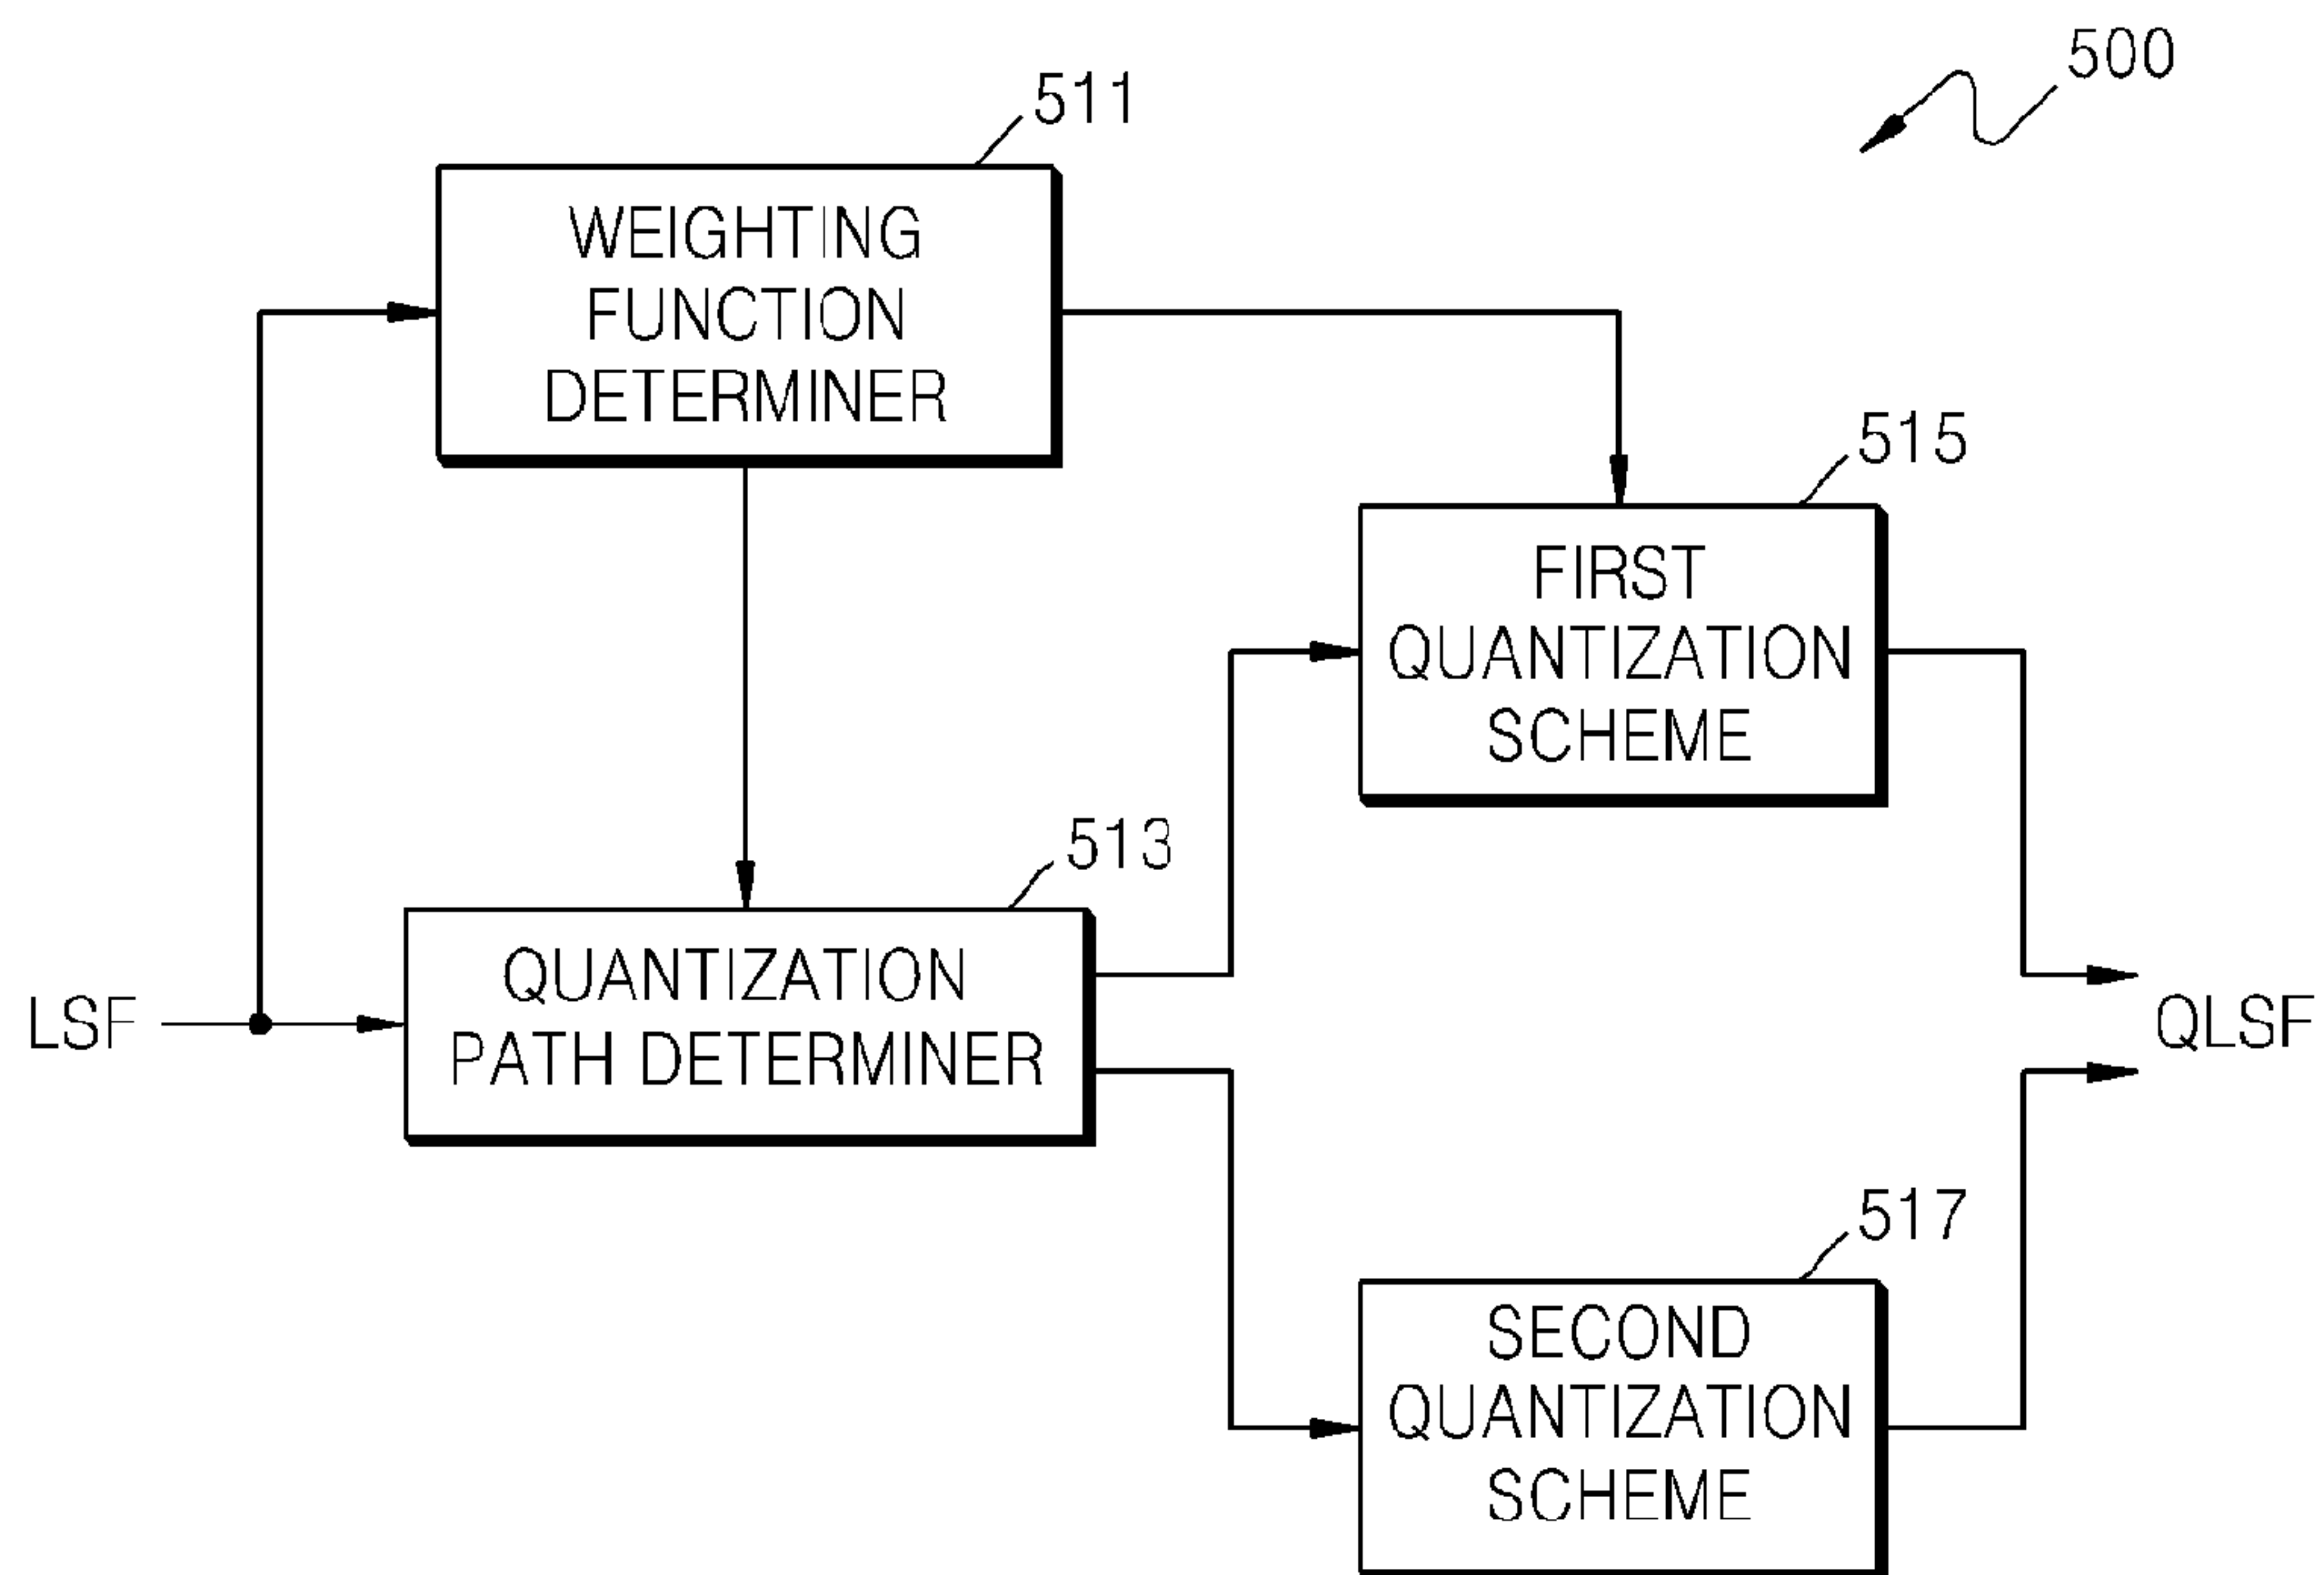 500
511
WEIGHTING
FUNCTION
DETERMINER
515
FIRST
QUANTIZATION
SCHEME
513
QUANTIZATION
PATH DETERMINER
LSF
QLSF
517
SECOND
QUANTIZATION
SCHEME